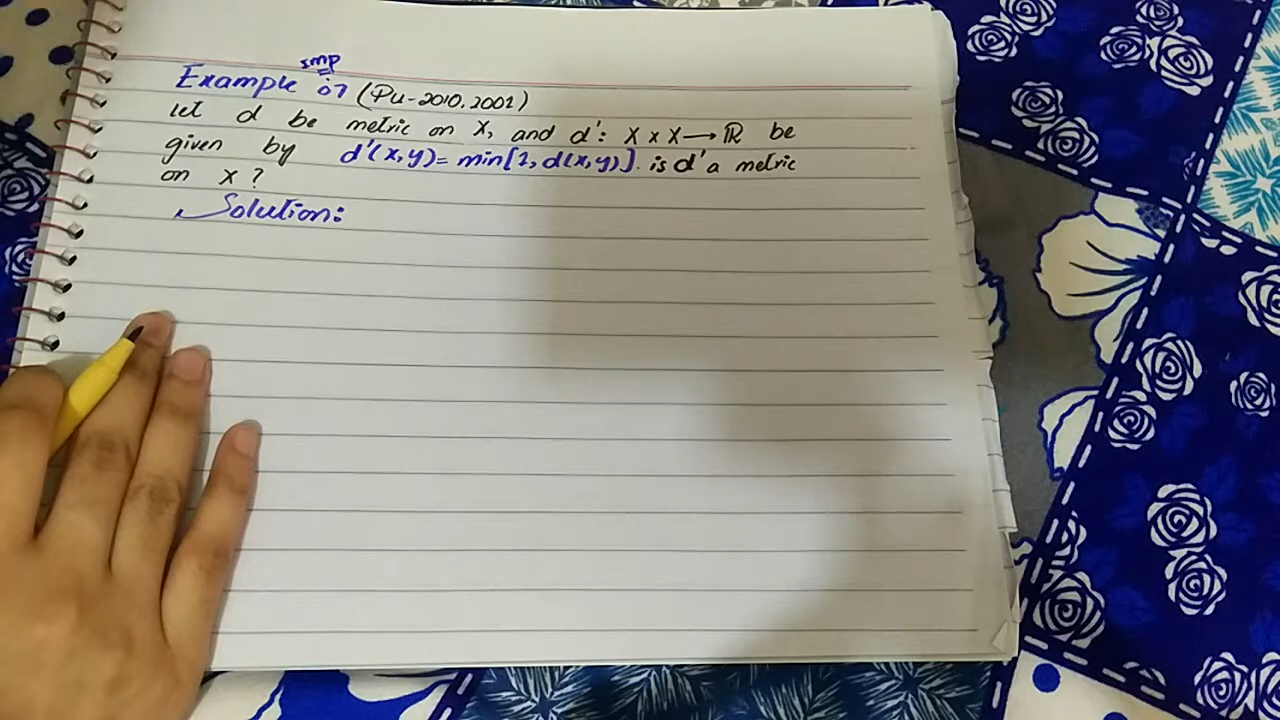 Imp
Example 07 (PU-2010,2001)
let d be metric on X, and d': X x X → ℝ be
given by d'(x,y)= min[1, d(x,y)]. is d' a metric
on X ?
Solution: